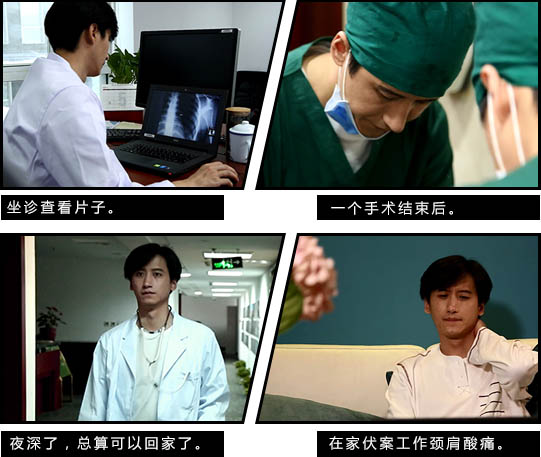 坐诊查看片子。
一个手术结束后。
夜深了，总算可以回家了。
在家伏案工作颈肩酸痛。